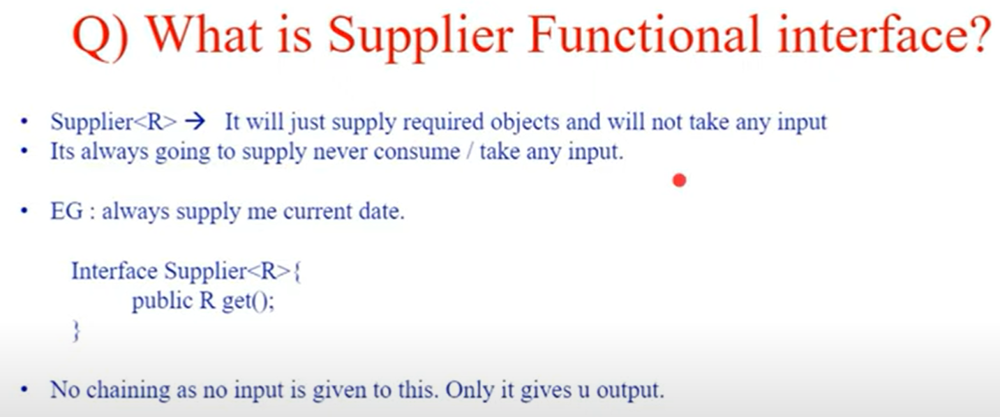 Q) What is Supplier Functional interface?
• Supplier<R> → It will just supply required objects and will not take any input
• Its always going to supply never consume / take any input.
• EG : always supply me current date.
Interface Supplier<R>{
public R get();
}
• No chaining as no input is given to this. Only it gives u output.